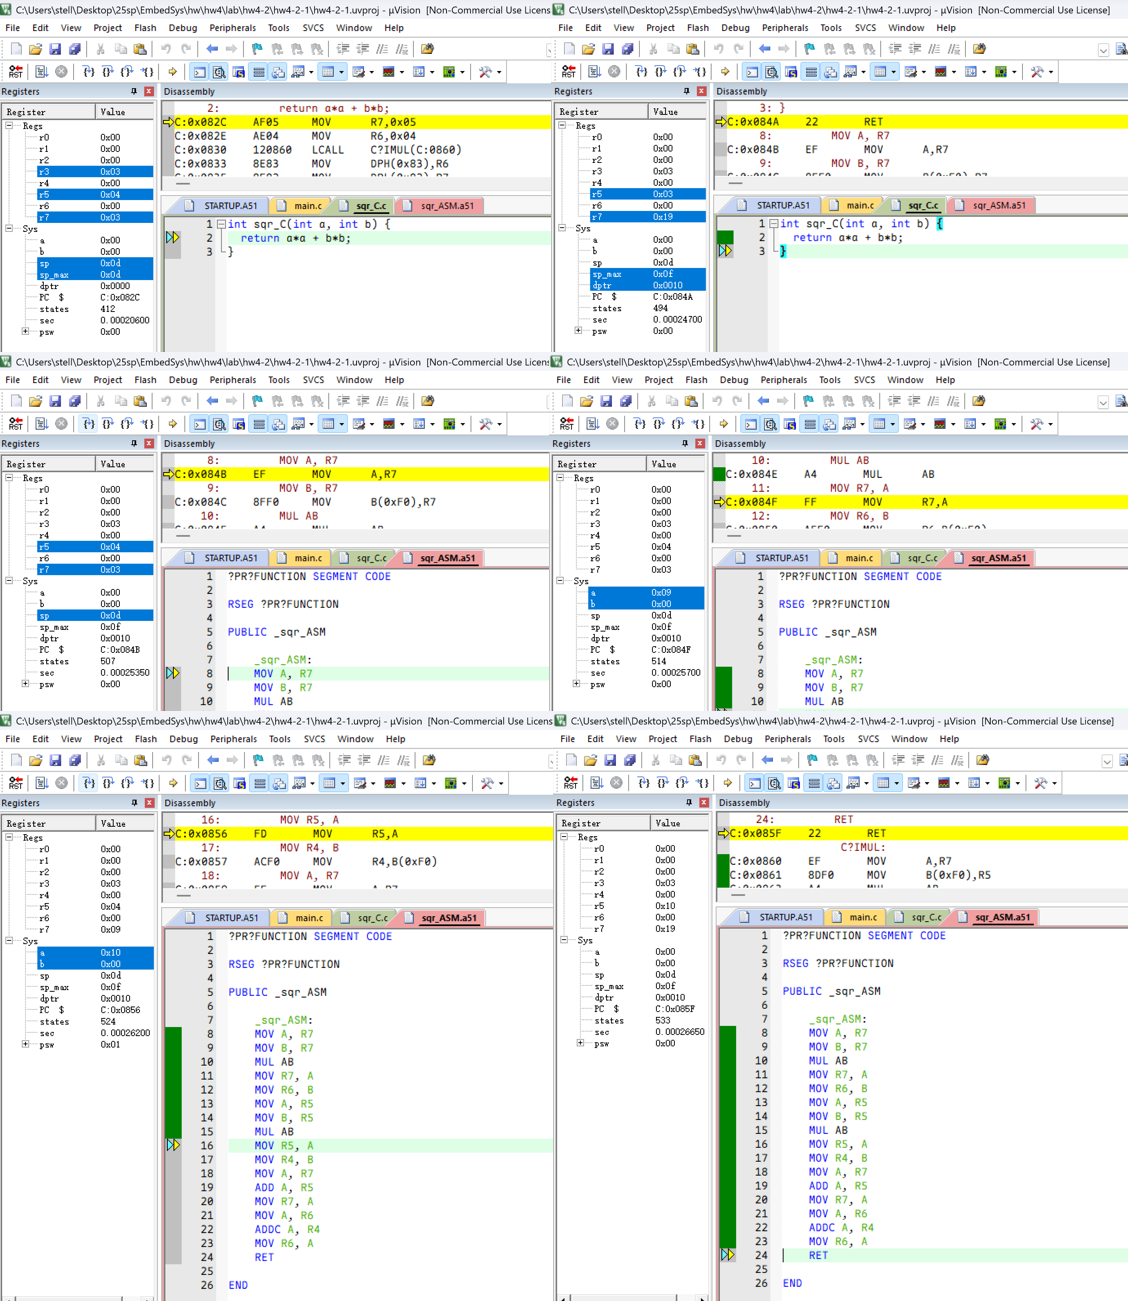 C:\Users\stell\Desktop\25sp\EmbedSys\hw\hw4\lab\hw4-2\hw4-2-1\hw4-2-1.uvproj - µVision [Non-Commercial Use Licens
File Edit View Project Flash Debug Peripherals Tools SVCS Window Help
Registers
Register Value
Regs
r0 0x00
r1 0x00
r2 0x00
r3 0x03
r4 0x00
r5 0x04
r6 0x00
r7 0x03
Sys
a 0x00
b 0x00
sp 0x0d
sp_max 0x0d
dptr 0x0000
PC $ C:0x082C
states 412
sec 0.00020600
psw 0x00
Disassembly
2: return a*a + b*b;
C:0x082C AF05 MOV R7,0x05
C:0x082E AE04 MOV R6,0x04
C:0x0830 120860 LCALL C?IMUL(C:0860)
C:0x0833 8E83 MOV DPH(0x83),R6
STARTUP.A51 main.c sqr_C.c sqr_ASM.a51
1 int sqr_C(int a, int b) {
2 return a*a + b*b;
3 }
C:\Users\stell\Desktop\25sp\EmbedSys\hw\hw4\lab\hw4-2\hw4-2-1\hw4-2-1.uvproj - µVision [Non-Commercial Use License]
File Edit View Project Flash Debug Peripherals Tools SVCS Window Help
Registers
Register Value
Regs
r0 0x00
r1 0x00
r2 0x00
r3 0x03
r4 0x00
r5 0x03
r6 0x00
r7 0x19
Sys
a 0x00
b 0x00
sp 0x0d
sp_max 0x0f
dptr 0x0010
PC $ C:0x084A
states 494
sec 0.00024700
psw 0x00
Disassembly
3: }
C:0x084A 22 RET
8: MOV A, R7
C:0x084B EF MOV A,R7
9: MOV B, R7
STARTUP.A51 main.c sqr_C.c sqr_ASM.a51
1 int sqr_C(int a, int b) {
2 return a*a + b*b;
3 }
C:\Users\stell\Desktop\25sp\EmbedSys\hw\hw4\lab\hw4-2\hw4-2-1\hw4-2-1.uvproj - µVision [Non-Commercial Use Licens
File Edit View Project Flash Debug Peripherals Tools SVCS Window Help
Registers
Register Value
Regs
r0 0x00
r1 0x00
r2 0x00
r3 0x03
r4 0x00
r5 0x04
r6 0x00
r7 0x03
Sys
a 0x00
b 0x00
sp 0x0d
sp_max 0x0f
dptr 0x0010
PC $ C:0x084B
states 507
sec 0.00025350
psw 0x00
Disassembly
8: MOV A, R7
C:0x084B EF MOV A,R7
9: MOV B, R7
C:0x084C 8FF0 MOV B(0xF0),R7
10: MUL AB
STARTUP.A51 main.c sqr_C.c sqr_ASM.a51
1 ?PR?FUNCTION SEGMENT CODE
2
3 RSEG ?PR?FUNCTION
4
5 PUBLIC _sqr_ASM
6
7 _sqr_ASM:
8 MOV A, R7
9 MOV B, R7
10 MUL AB
C:\Users\stell\Desktop\25sp\EmbedSys\hw\hw4\lab\hw4-2\hw4-2-1\hw4-2-1.uvproj - µVision [Non-Commercial Use License]
File Edit View Project Flash Debug Peripherals Tools SVCS Window Help
Registers
Register Value
Regs
r0 0x00
r1 0x00
r2 0x00
r3 0x03
r4 0x00
r5 0x04
r6 0x00
r7 0x03
Sys
a 0x09
b 0x00
sp 0x0d
sp_max 0x0f
dptr 0x0010
PC $ C:0x084F
states 514
sec 0.00025700
psw 0x00
Disassembly
10: MUL AB
C:0x084E A4 MUL AB
11: MOV R7, A
C:0x084F FF MOV R7,A
12: MOV R6, B
STARTUP.A51 main.c sqr_C.c sqr_ASM.a51
1 ?PR?FUNCTION SEGMENT CODE
2
3 RSEG ?PR?FUNCTION
4
5 PUBLIC _sqr_ASM
6
7 _sqr_ASM:
8 MOV A, R7
9 MOV B, R7
10 MUL AB
C:\Users\stell\Desktop\25sp\EmbedSys\hw\hw4\lab\hw4-2\hw4-2-1\hw4-2-1.uvproj - µVision [Non-Commercial Use Licens
File Edit View Project Flash Debug Peripherals Tools SVCS Window Help
Registers
Register Value
Regs
r0 0x00
r1 0x00
r2 0x00
r3 0x03
r4 0x00
r5 0x04
r6 0x00
r7 0x09
Sys
a 0x10
b 0x00
sp 0x0d
sp_max 0x0f
dptr 0x0010
PC $ C:0x0856
states 524
sec 0.00026200
psw 0x01
Disassembly
16: MOV R5, A
C:0x0856 FD MOV R5,A
17: MOV R4, B
C:0x0857 ACF0 MOV R4,B(0xF0)
18: MOV A, R7
STARTUP.A51 main.c sqr_C.c sqr_ASM.a51
1 ?PR?FUNCTION SEGMENT CODE
2
3 RSEG ?PR?FUNCTION
4
5 PUBLIC _sqr_ASM
6
7 _sqr_ASM:
8 MOV A, R7
9 MOV B, R7
10 MUL AB
11 MOV R7, A
12 MOV R6, B
13 MOV A, R5
14 MOV B, R5
15 MUL AB
16 MOV R5, A
17 MOV R4, B
18 MOV A, R7
19 ADD A, R5
20 MOV R7, A
21 MOV A, R6
22 ADDC A, R4
23 MOV R6, A
24 RET
25
26 END
C:\Users\stell\Desktop\25sp\EmbedSys\hw\hw4\lab\hw4-2\hw4-2-1\hw4-2-1.uvproj - µVision [Non-Commercial Use License]
File Edit View Project Flash Debug Peripherals Tools SVCS Window Help
Registers
Register Value
Regs
r0 0x00
r1 0x00
r2 0x00
r3 0x03
r4 0x00
r5 0x10
r6 0x00
r7 0x19
Sys
a 0x00
b 0x00
sp 0x0d
sp_max 0x0f
dptr 0x0010
PC $ C:0x085F
states 533
sec 0.00026650
psw 0x00
Disassembly
24: RET
C:0x085F 22 RET
C?IMUL:
C:0x0860 EF MOV A,R7
C:0x0861 8DF0 MOV B(0xF0),R5
STARTUP.A51 main.c sqr_C.c sqr_ASM.a51
1 ?PR?FUNCTION SEGMENT CODE
2
3 RSEG ?PR?FUNCTION
4
5 PUBLIC _sqr_ASM
6
7 _sqr_ASM:
8 MOV A, R7
9 MOV B, R7
10 MUL AB
11 MOV R7, A
12 MOV R6, B
13 MOV A, R5
14 MOV B, R5
15 MUL AB
16 MOV R5, A
17 MOV R4, B
18 MOV A, R7
19 ADD A, R5
20 MOV R7, A
21 MOV A, R6
22 ADDC A, R4
23 MOV R6, A
24 RET
25
26 END